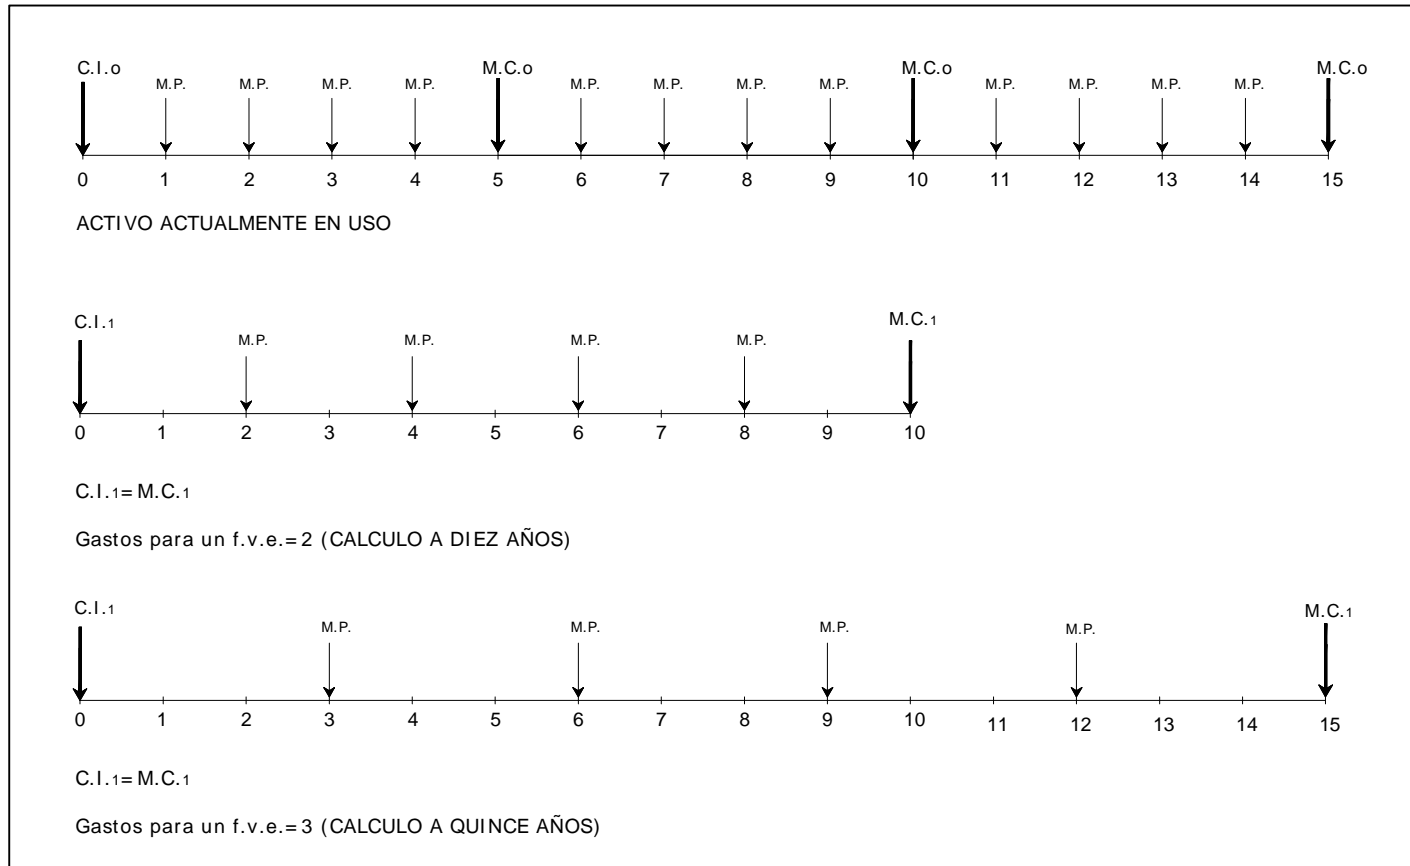 C.I.o M.P. M.P. M.P. M.P. M.C.o M.P. M.P. M.P. M.P. M.C.o M.P. M.P. M.P. M.P. M.C.o
0 1 2 3 4 5 6 7 8 9 10 11 12 13 14 15
ACTIVO ACTUALMENTE EN USO
C.I.1 M.P. M.P. M.P. M.P. M.C.1
0 1 2 3 4 5 6 7 8 9 10
C.I.1=M.C.1
Gastos para un f.v.e.=2 (CALCULO A DIEZ AÑOS)
C.I.1 M.P. M.P. M.P. M.P. M.C.1
0 1 2 3 4 5 6 7 8 9 10 11 12 13 14 15
C.I.1=M.C.1
Gastos para un f.v.e.=3 (CALCULO A QUINCE AÑOS)